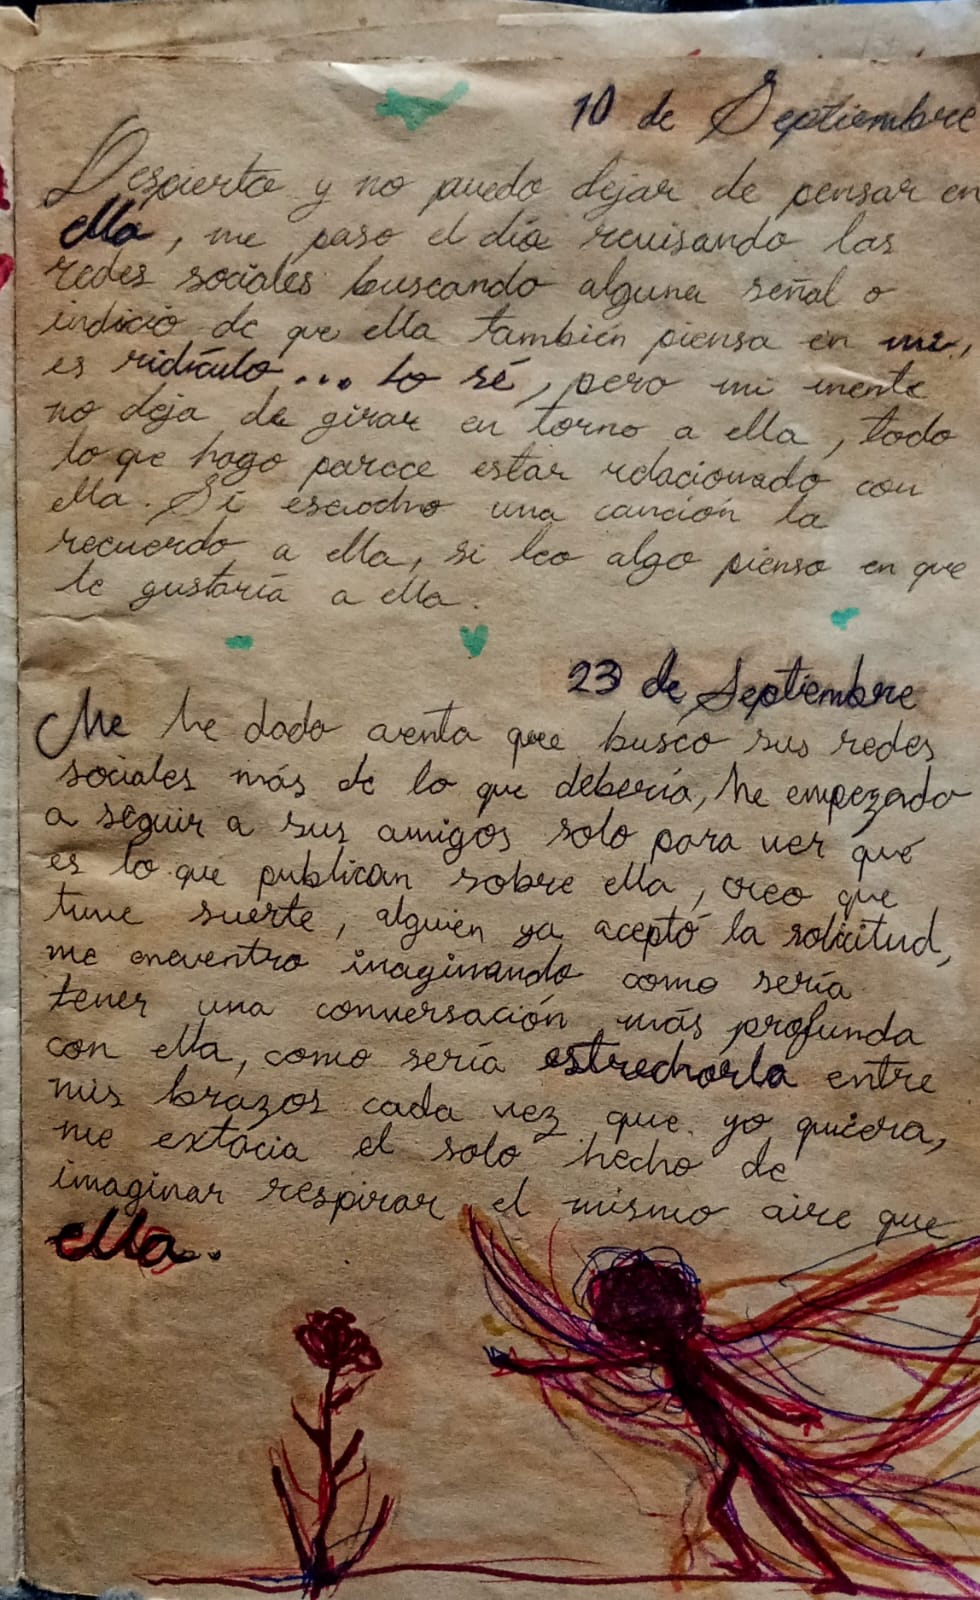 10 de Septiembre
Despierto y no puedo dejar de pensar en
ella, me paso el día revisando las
redes sociales buscando alguna señal o
indicio de que ella también piensa en mi,
es ridículo... lo sé, pero mi mente
no deja de girar en torno a ella, todo
lo que hago parece estar relacionado con
ella. Si escucho una canción la
recuerdo a ella, si leo algo pienso en que
le gustaría a ella.
23 de Septiembre
Me he dado cuenta que busco sus redes
sociales más de lo que debería, he empezado
a seguir a sus amigos solo para ver qué
es lo que publican sobre ella, creo que
tuve suerte, alguien ya aceptó la solicitud,
me encuentro imaginando como sería
tener una conversación más profunda
con ella, como sería estrecharla entre
mis brazos cada vez que yo quiera,
me extacia el solo hecho de
imaginar respirar el mismo aire que
ella..